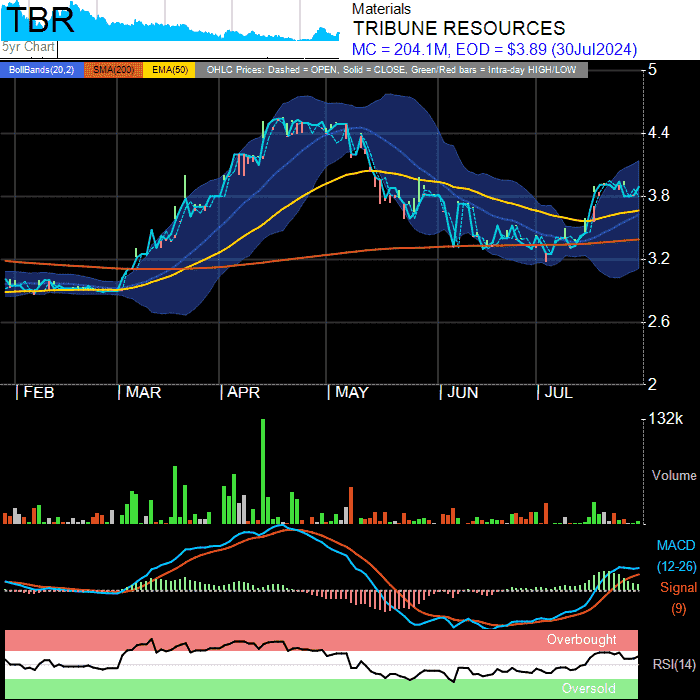 TBR
5yr Chart
Materials
TRIBUNE RESOURCES
MC = 204.1M, EOD = $3.89 (30Jul2024)
BollBands(20,2) SMA(200) EMA(50) OHLC Prices: Dashed = OPEN, Solid = CLOSE, Green/Red bars = Intra-day HIGH/LOW
5
4.4
3.8
3.2
2.6
2
FEB MAR APR MAY JUN JUL
132k
Volume
MACD
(12-26)
Signal
(9)
Overbought
RSI(14)
Oversold